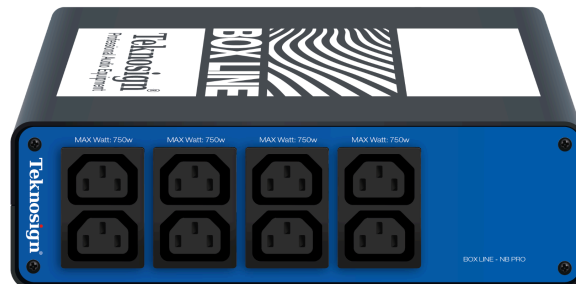 Teknosign®
Professional Audio Equipment
BOX LINE
MAX Watt: 750w
MAX Watt: 750w
MAX Watt: 750w
MAX Watt: 750w
Teknosign®
BOX LINE - NB PRO